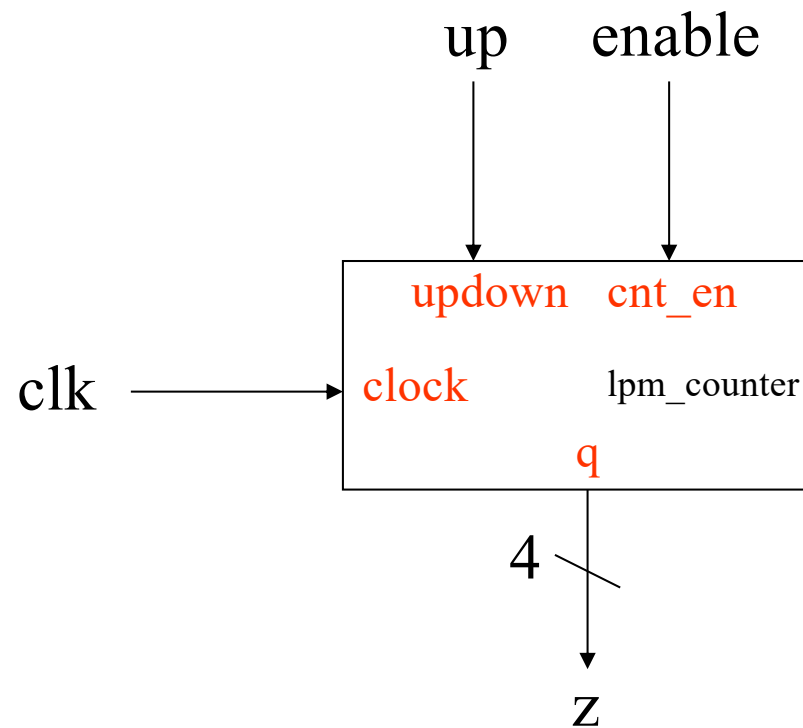 up enable
updown cnt_en
clk clock lpm_counter
q
4
z